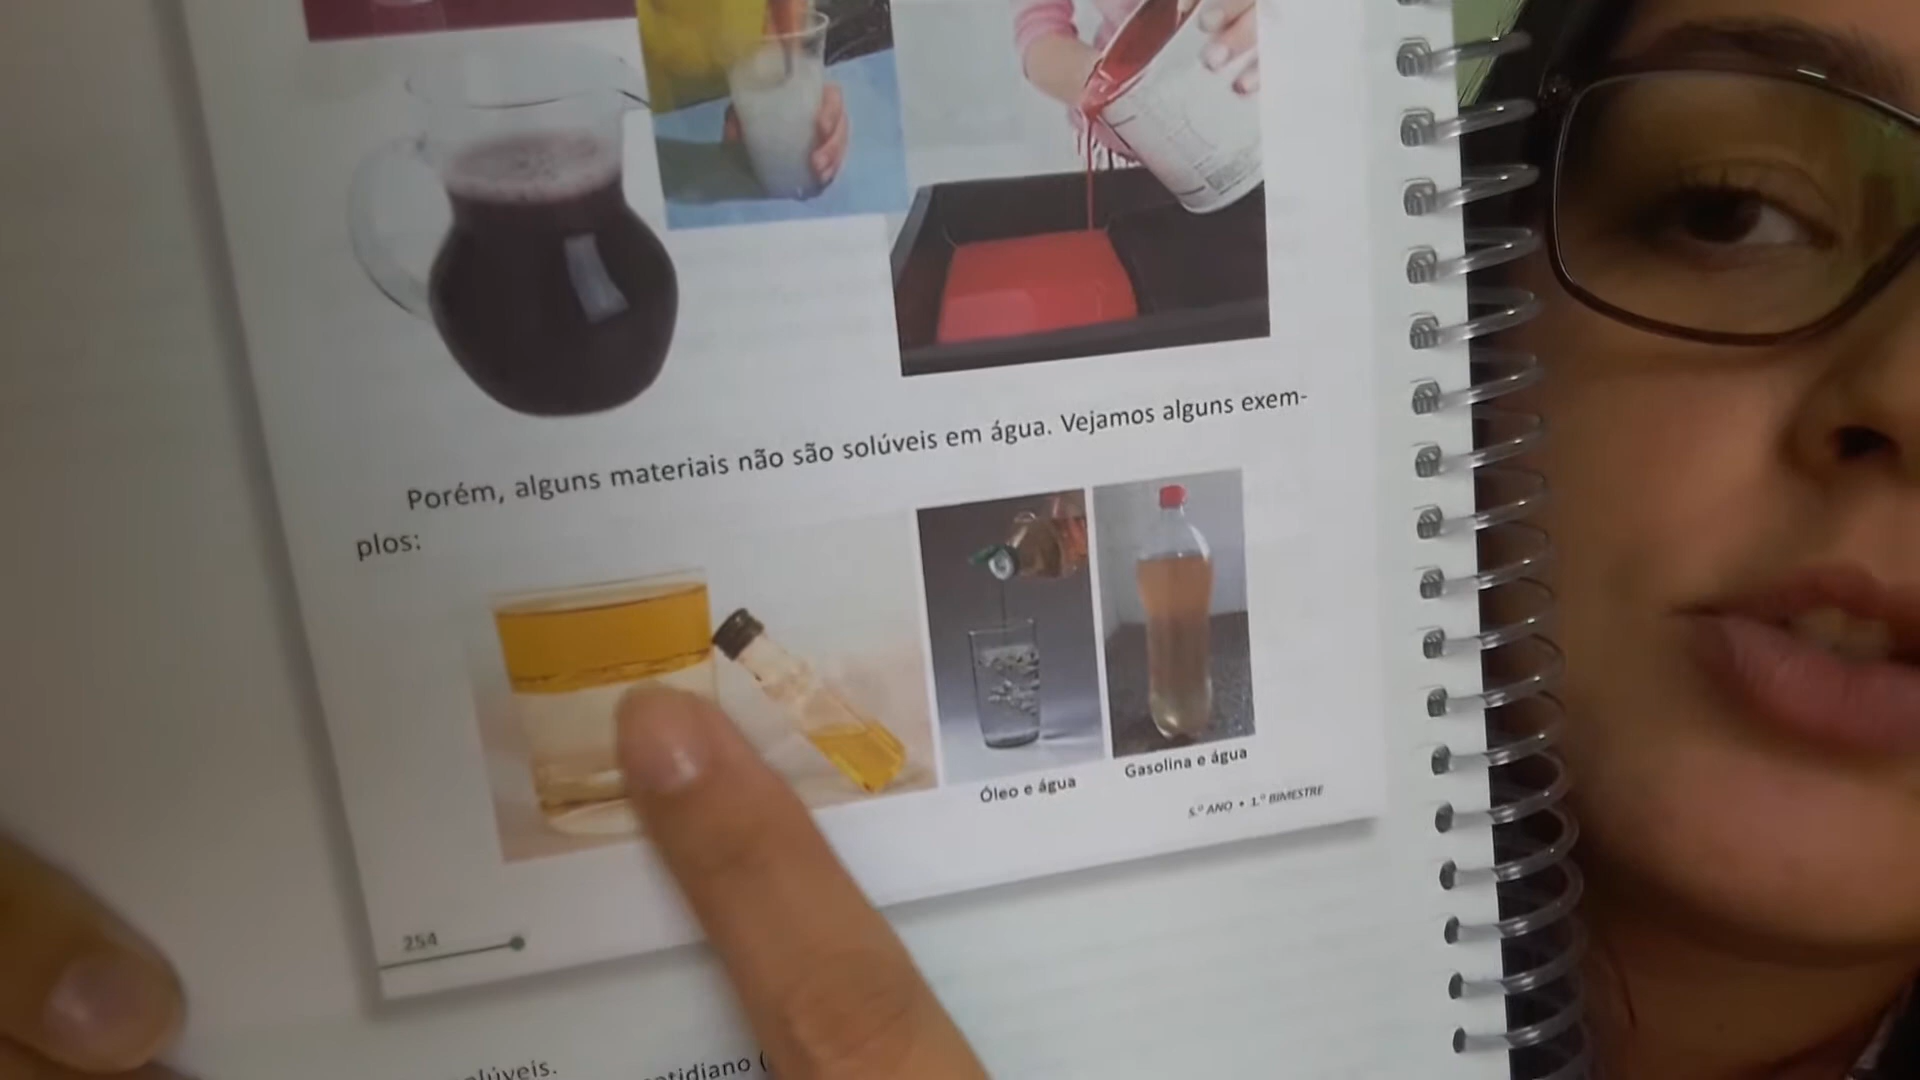 Porém, alguns materiais não são solúveis em água. Vejamos alguns exem-
plos:
Óleo e água
Gasolina e água
5.º ANO • 1.º BIMESTRE
254